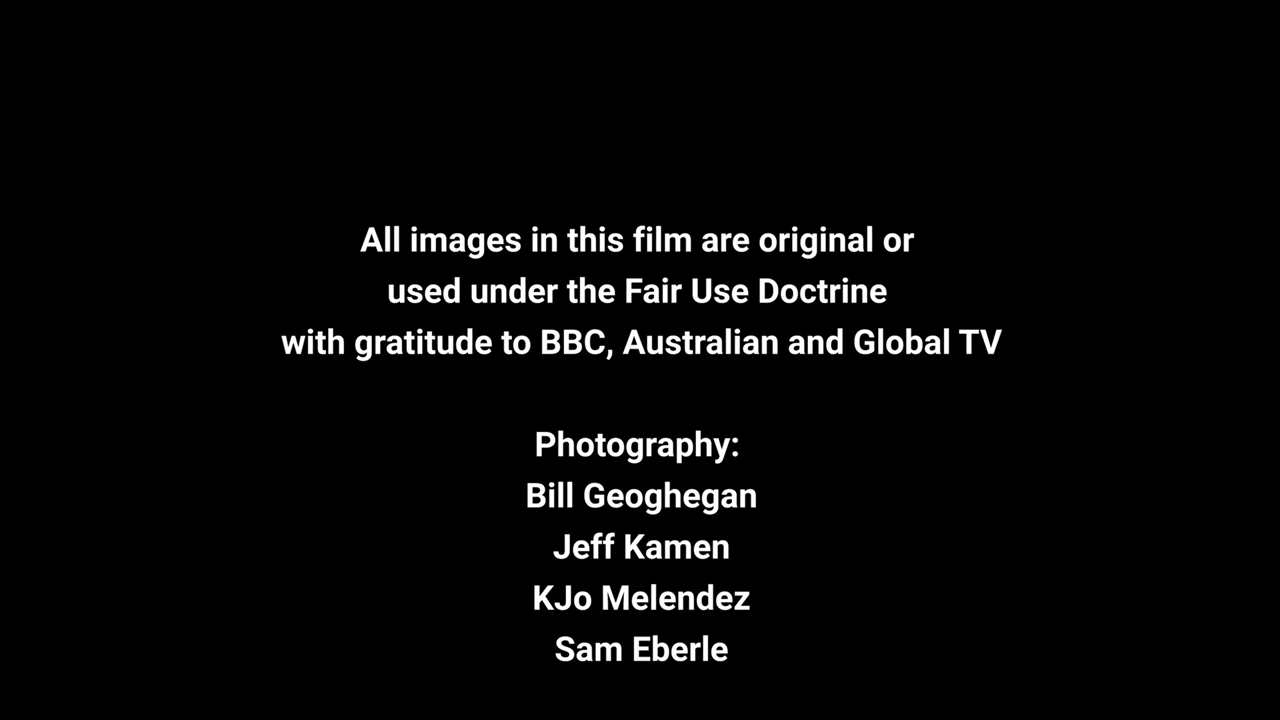 All images in this film are original or
used under the Fair Use Doctrine
with gratitude to BBC, Australian and Global TV
Photography:
Bill Geoghegan
Jeff Kamen
KJo Melendez
Sam Eberle